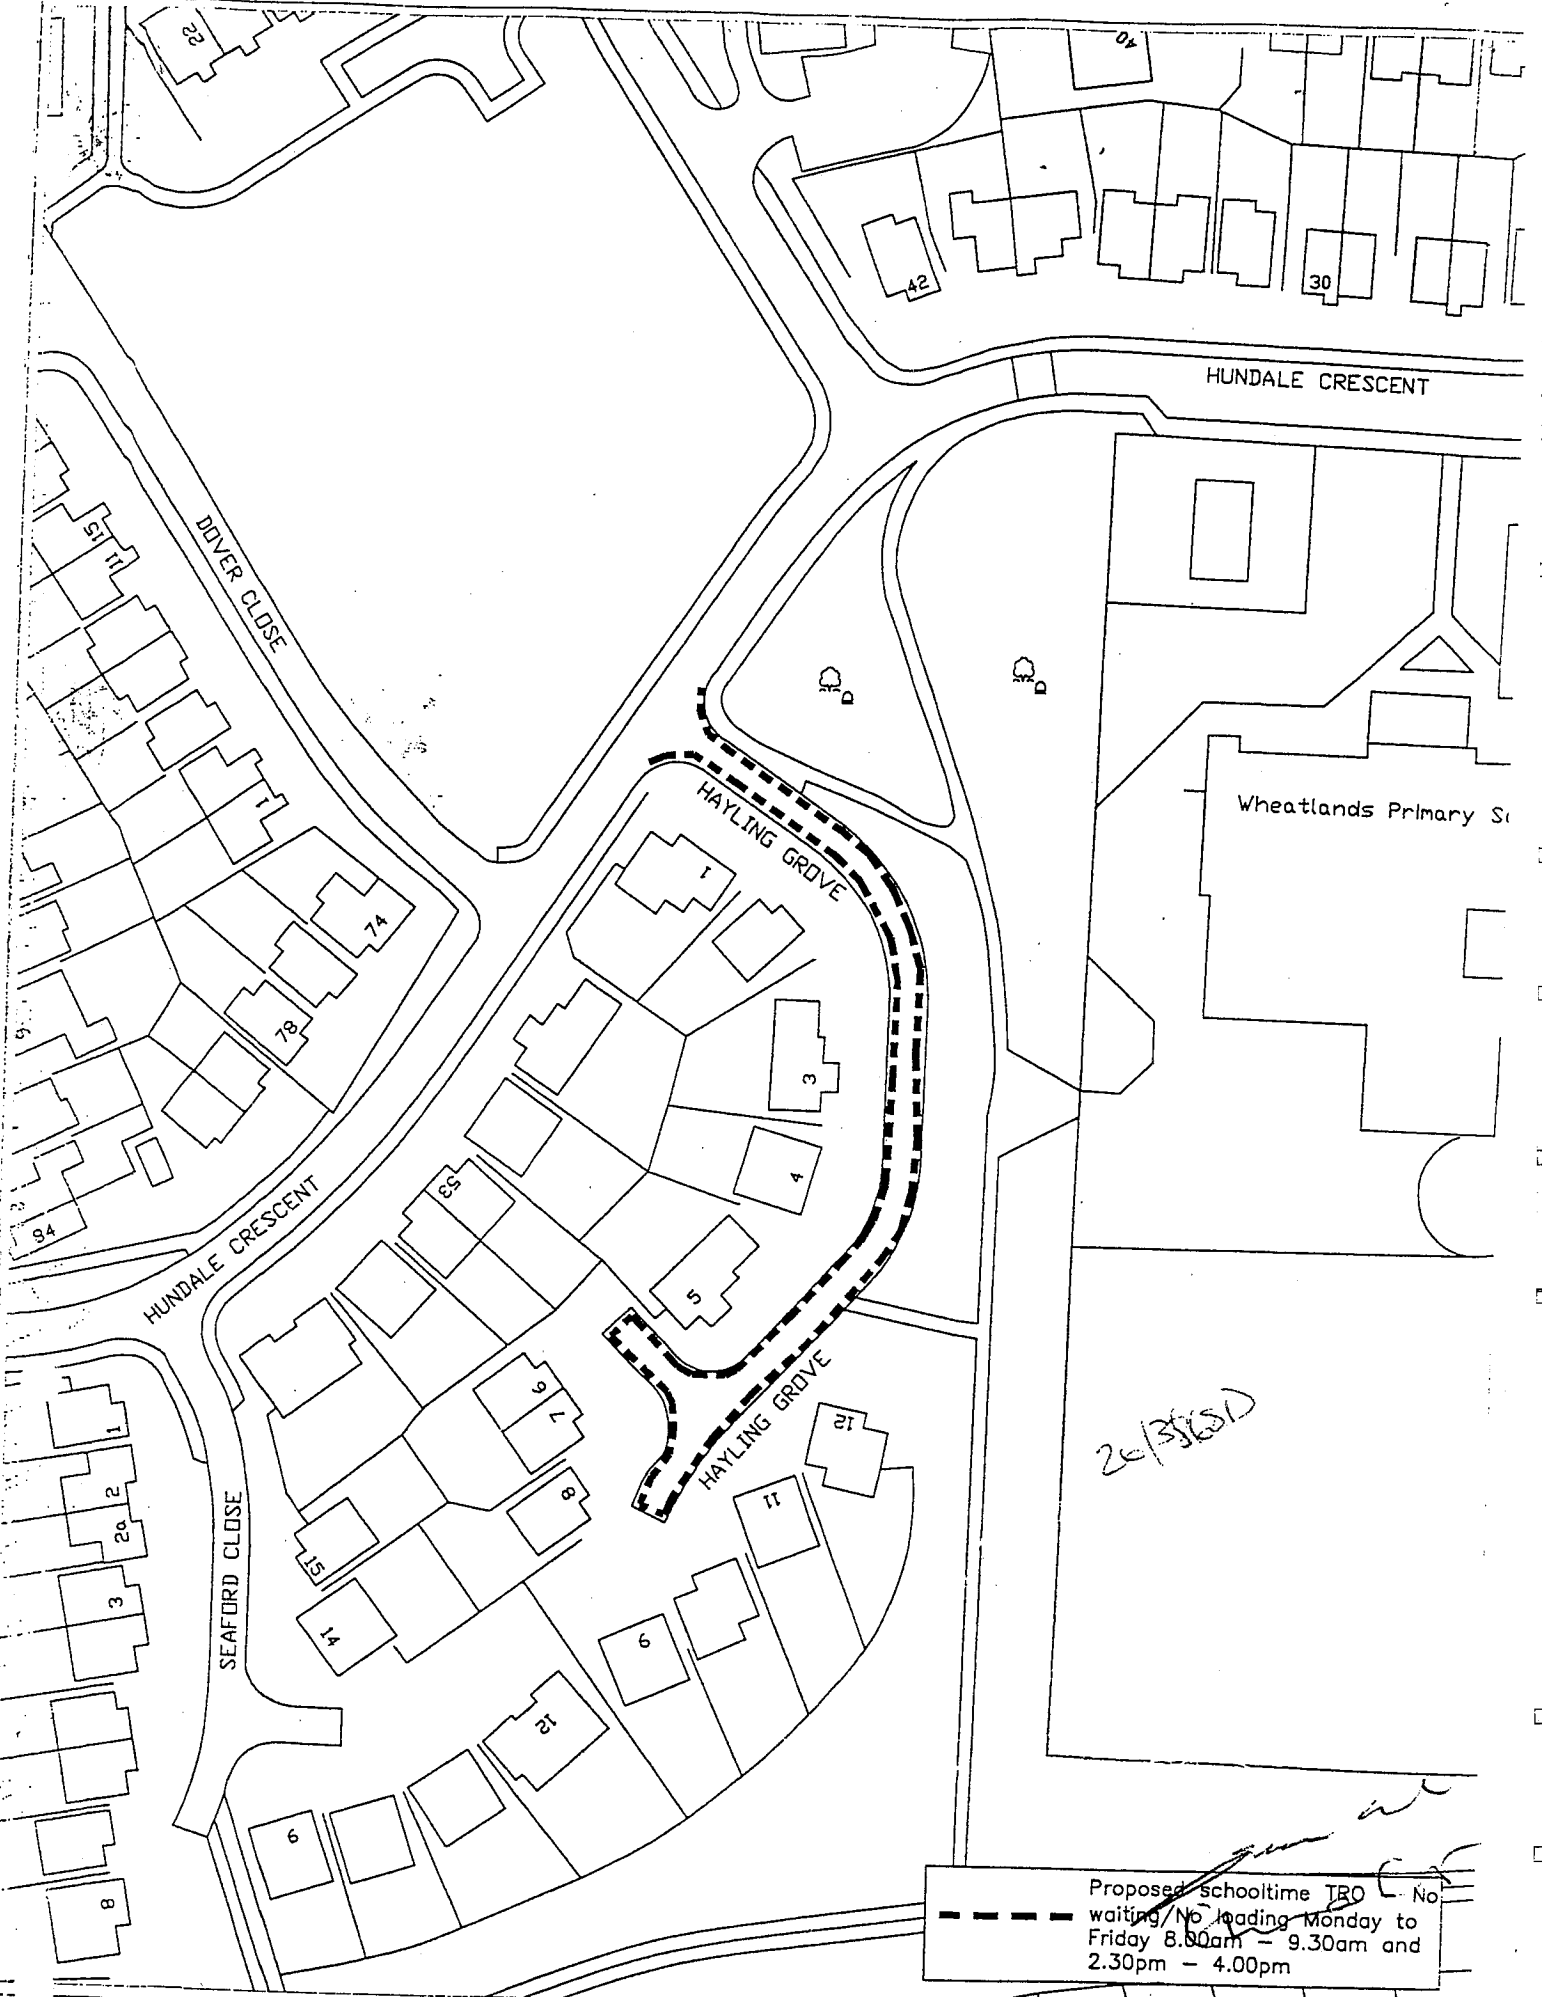 22
40
42
30
HUNDALE CRESCENT
DOVER CLOSE
15
11
1
Wheatlands Primary
HAYLING GROVE
1
74
78
3
4
53
5
9
84
HUNDALE CRESCENT
6
7
HAYLING GROVE
12
11
8
1
2
2a
3
SEAFORD CLOSE
15
14
9
12
9
8
Proposed schooltime TRO - No
waiting/No loading Monday to
Friday 8.00am - 9.30am and
2.30pm - 4.00pm